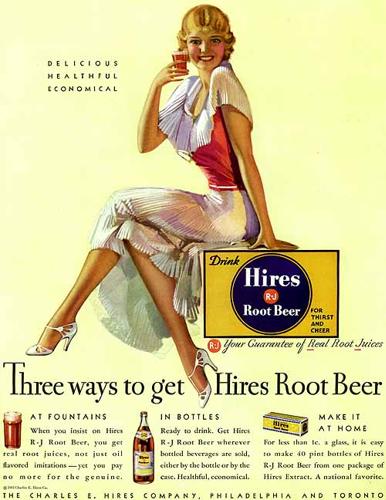 DELICIOUS
HEALTHFUL
ECONOMICAL
Drink
Hires
R-J
Root Beer
FOR
THIRST
AND
CHEER
R-J Your Guarantee of Real Root Juices
Three ways to get Hires Root Beer
AT FOUNTAINS
When you insist on Hires
R-J Root Beer, you get
real root juices, not just oil
flavored imitations—yet you pay
no more for the genuine.
IN BOTTLES
Ready to drink. Get Hires
R-J Root Beer wherever
bottled beverages are sold,
either by the bottle or by the
case. Healthful, economical.
Hires
MAKE IT
AT HOME
For less than 1c. a glass, it is easy
to make 40 pint bottles of Hires
R-J Root Beer from one package of
Hires Extract. A national favorite.
Charles E. Hires Co.
THE CHARLES E. HIRES COMPANY, PHILADELPHIA AND TORONTO